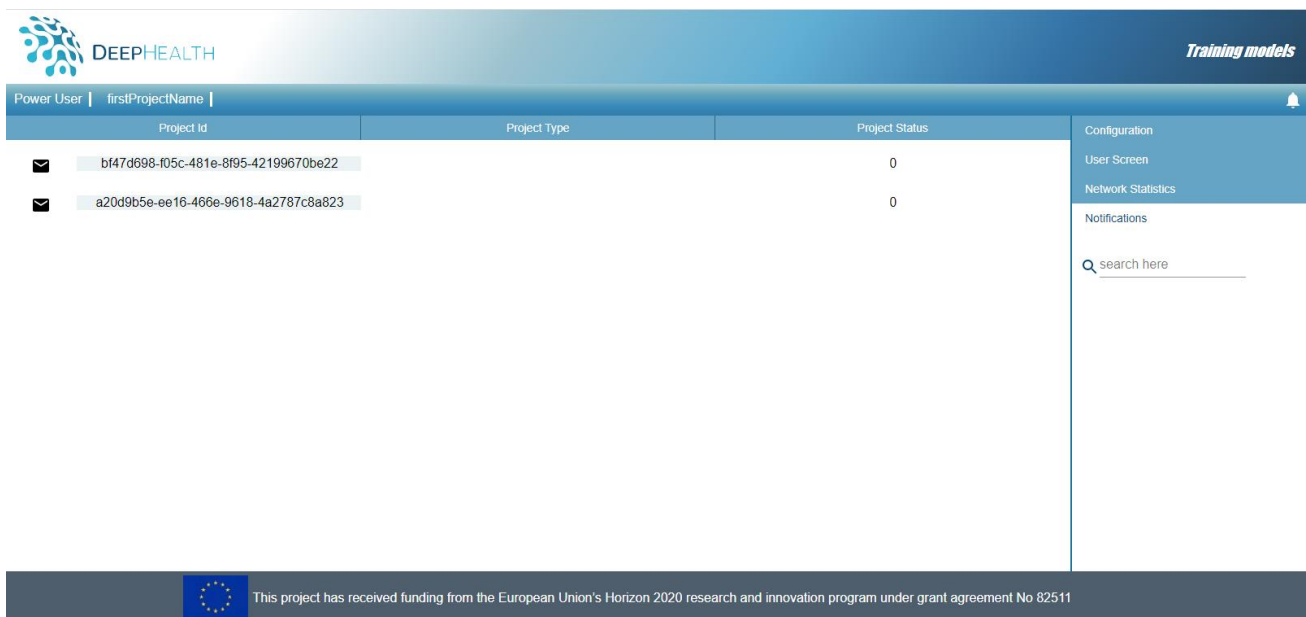 DEEPHEALTH
Training models
Power User | firstProjectName |
Project Id Project Type Project Status
bf47d698-f05c-481e-8f95-42199670be22 0
a20d9b5e-ee16-466e-9618-4a2787c8a823 0
Configuration
User Screen
Network Statistics
Notifications
search here
This project has received funding from the European Union's Horizon 2020 research and innovation program under grant agreement No 82511